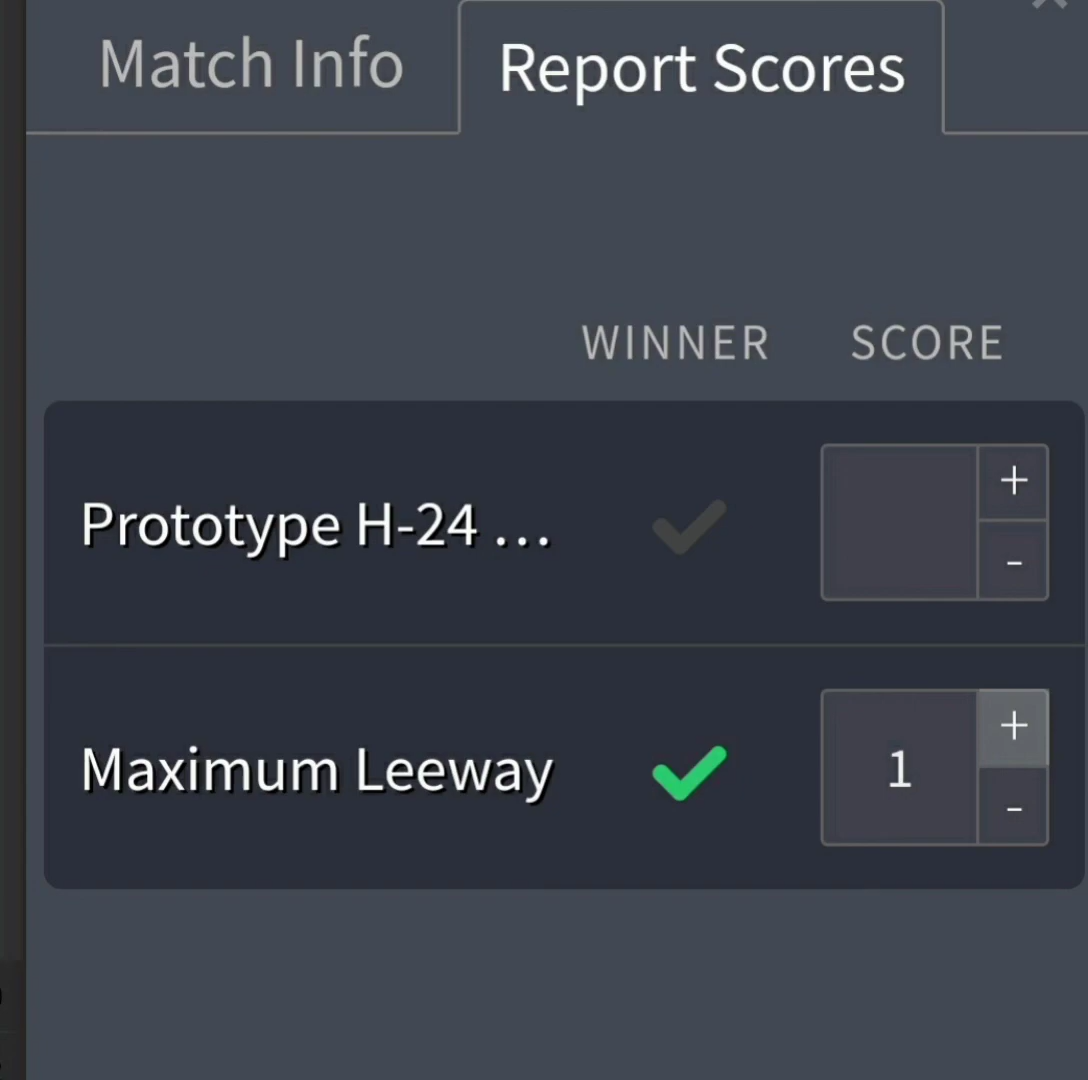 Match Info
Report Scores
WINNER
SCORE
Prototype H-24 ...
+
-
Maximum Leeway
1
+
-